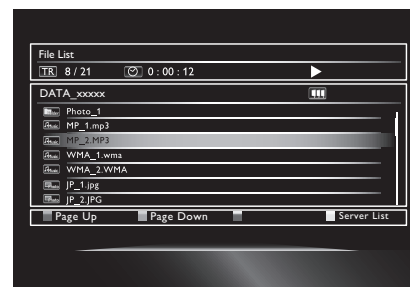 File List
TR 8 / 21 0 : 00 : 12
DATA_xxxxx
Photo_1
MP_1.mp3
MP_2.MP3
WMA_1.wma
WMA_2.WMA
JP_1.jpg
JP_2.JPG
Page Up Page Down Server List